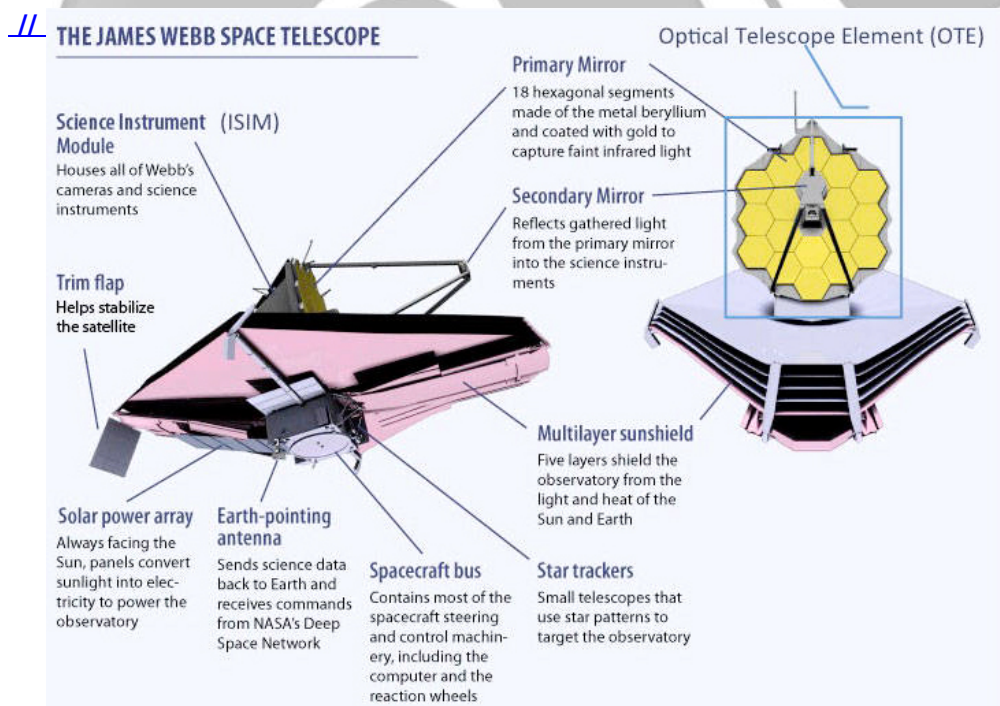 //
THE JAMES WEBB SPACE TELESCOPE
Optical Telescope Element (OTE)
Primary Mirror
18 hexagonal segments
made of the metal beryllium
and coated with gold to
capture faint infrared light
Science Instrument (ISIM)
Module
Houses all of Webb's
cameras and science
instruments
Secondary Mirror
Reflects gathered light
from the primary mirror
into the science instru-
ments
Trim flap
Helps stabilize
the satellite
Multilayer sunshield
Five layers shield the
observatory from the
light and heat of the
Sun and Earth
Solar power array
Always facing the
Sun, panels convert
sunlight into elec-
tricity to power the
observatory
Earth-pointing
antenna
Sends science data
back to Earth and
receives commands
from NASA's Deep
Space Network
Spacecraft bus
Contains most of the
spacecraft steering
and control machin-
ery, including the
computer and the
reaction wheels
Star trackers
Small telescopes that
use star patterns to
target the observatory